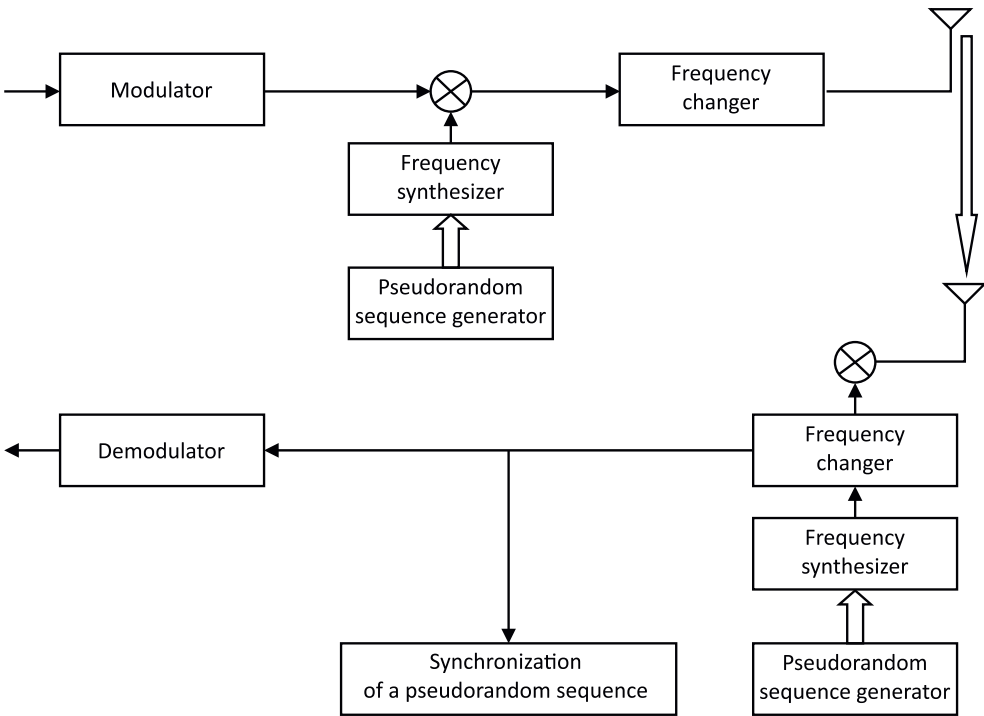 Modulator
Frequency
changer
Frequency
synthesizer
Pseudorandom
sequence generator
Demodulator
Frequency
changer
Frequency
synthesizer
Synchronization
of a pseudorandom sequence
Pseudorandom
sequence generator